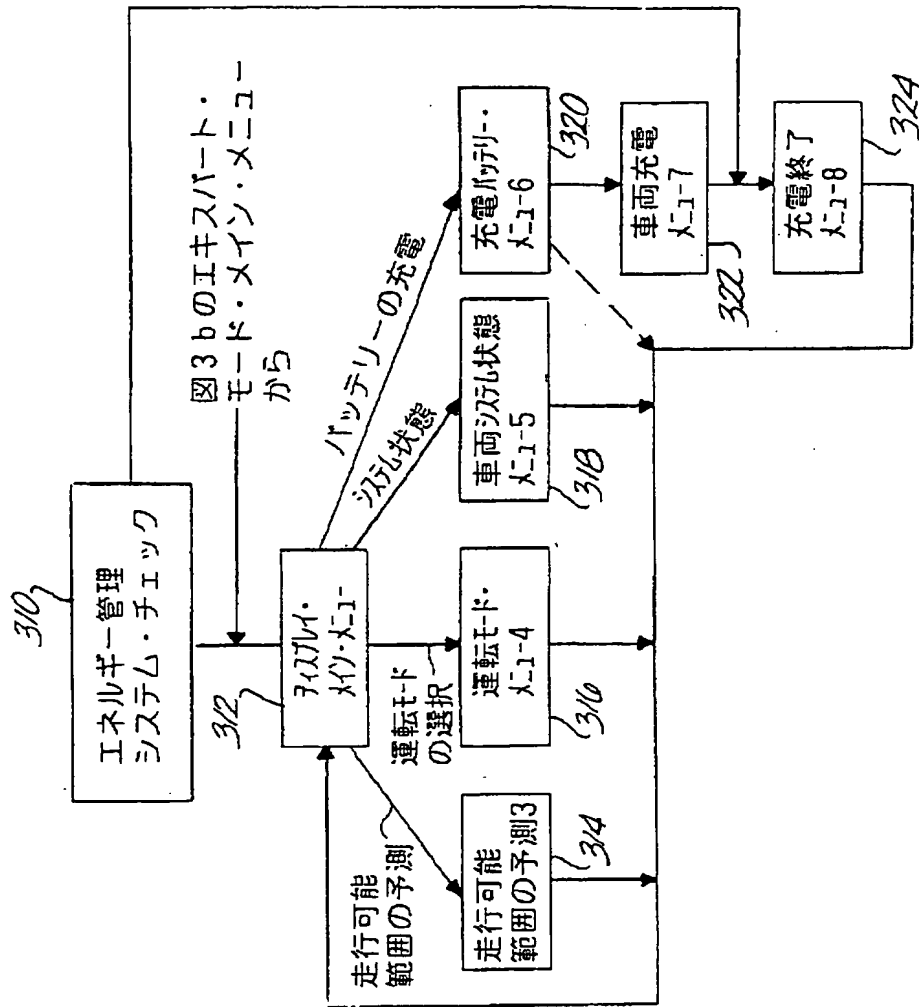 310
エネルギー管理
システム・チェック
図3bのエキスパート・
モード・メイン・メニュー
から
312
ディスプレイ・
メイン・メニュー
走行可能
範囲の予測
運転モード
の選択
システム状態
バッテリーの充電
走行可能
範囲の予測3
314
運転モード・
メニュー4
316
車両システム状態
メニュー5
318
充電バッテリー・
メニュー6
320
車両充電
メニュー7
322
充電終了
メニュー8
324